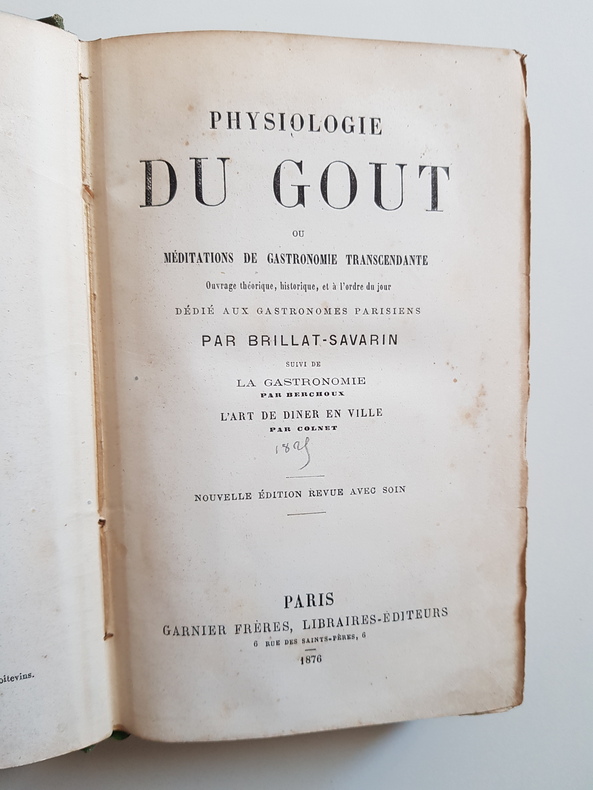 PHYSIOLOGIE
DU GOUT
OU
MÉDITATIONS DE GASTRONOMIE TRANSCENDANTE
Ouvrage théorique, historique, et à l'ordre du jour
DÉDIÉ AUX GASTRONOMES PARISIENS
PAR BRILLAT-SAVARIN
SUIVI DE
LA GASTRONOMIE
PAR BERCHOUX
L'ART DE DINER EN VILLE
PAR COLNET
1825
NOUVELLE ÉDITION REVUE AVEC SOIN
PARIS
GARNIER FRÈRES, LIBRAIRES-ÉDITEURS
6 RUE DES SAINTS-PÈRES, 6
1876
oitevins.